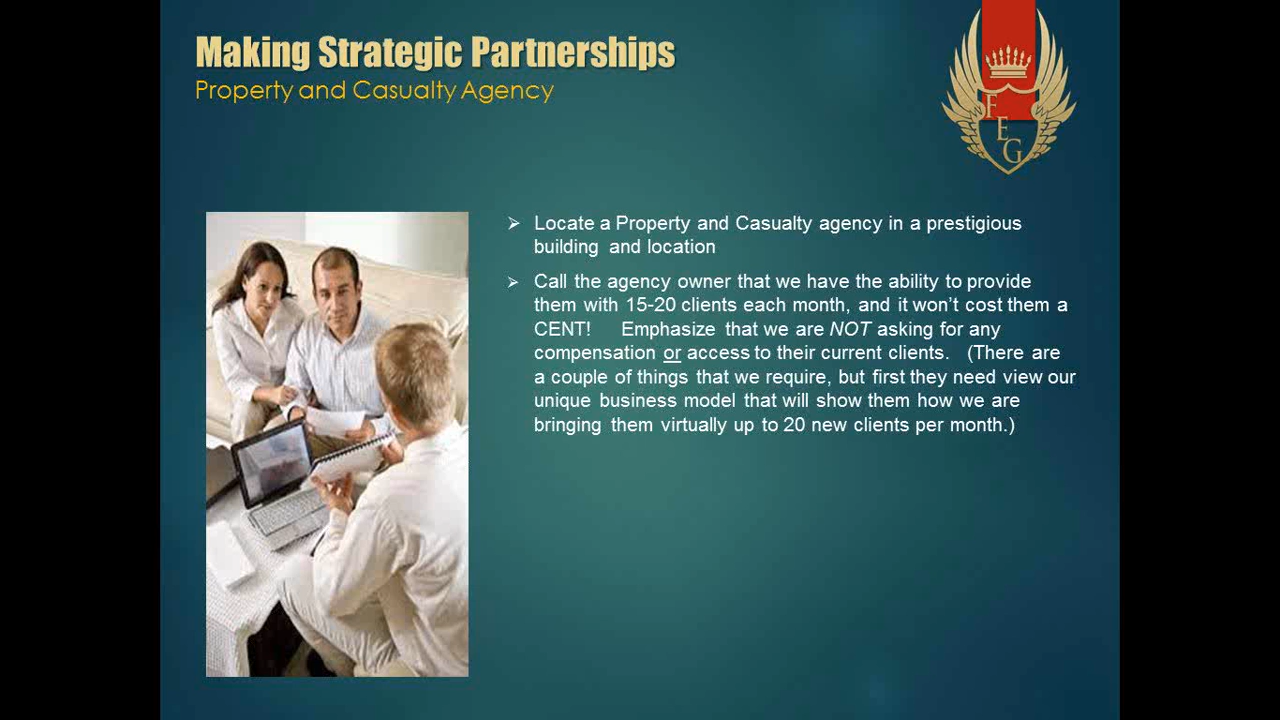 Making Strategic Partnerships
Property and Casualty Agency
F
E
G
Locate a Property and Casualty agency in a prestigious
building and location
Call the agency owner that we have the ability to provide
them with 15-20 clients each month, and it won't cost them a
CENT! Emphasize that we are NOT asking for any
compensation or access to their current clients. (There are
a couple of things that we require, but first they need view our
unique business model that will show them how we are
bringing them virtually up to 20 new clients per month.)